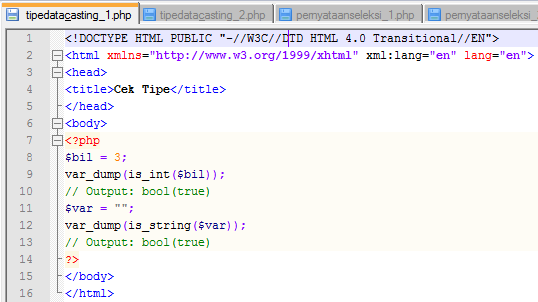 tipedatacasting_1.php tipedatacasting_2.php pernyataanseleksi_1.php pernyataanseleksi_
1 <!DOCTYPE HTML PUBLIC "-//W3C//DTD HTML 4.0 Transitional//EN">
2 <html xmlns="http://www.w3.org/1999/xhtml" xml:lang="en" lang="en">
3 <head>
4 <title>Cek Tipe</title>
5 </head>
6 <body>
7 <?php
8 $bil = 3;
9 var_dump(is_int($bil));
10 // Output: bool(true)
11 $var = "";
12 var_dump(is_string($var));
13 // Output: bool(true)
14 ?>
15 </body>
16 </html>